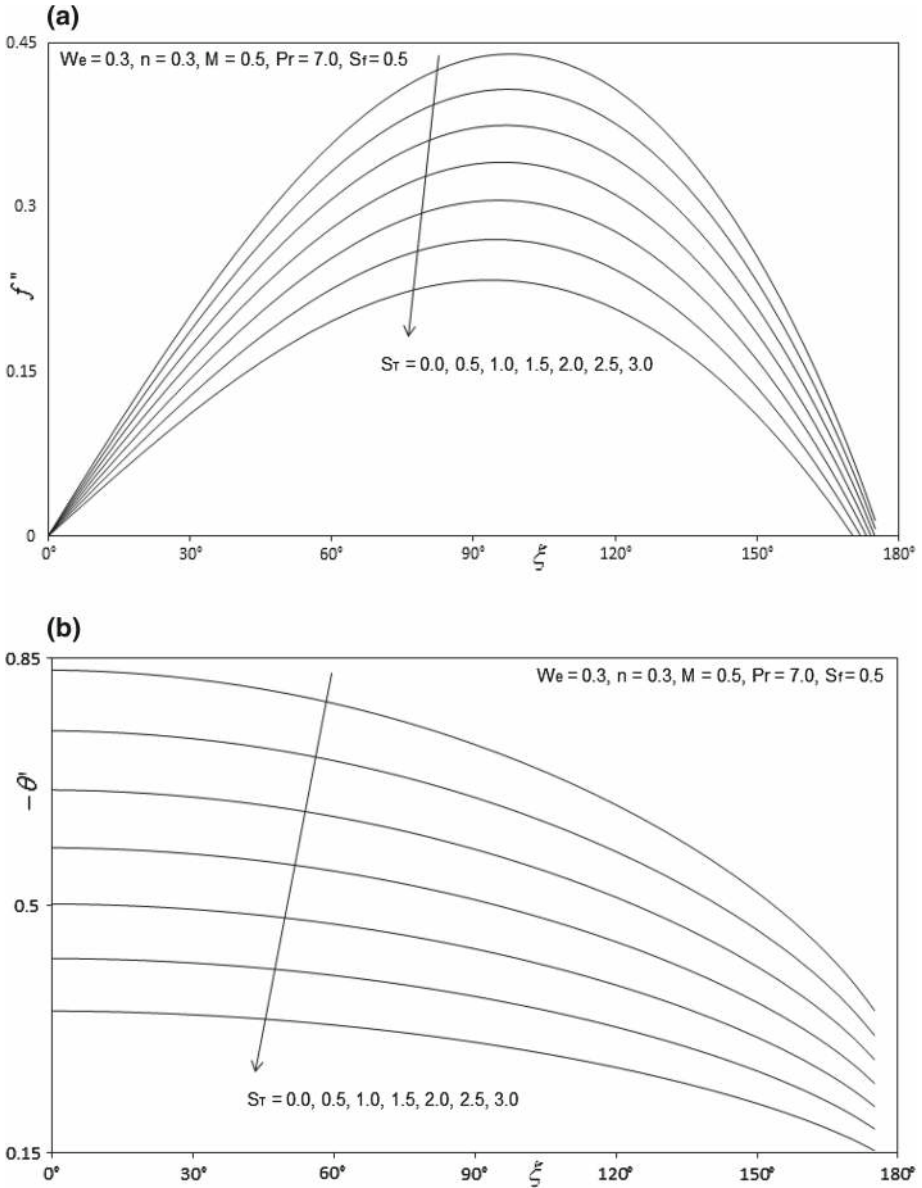 (a)
0.45
We = 0.3, n = 0.3, M = 0.5, Pr = 7.0, Sf = 0.5
0.3
f''
0.15
ST = 0.0, 0.5, 1.0, 1.5, 2.0, 2.5, 3.0
0
0° 30° 60° 90° ξ 120° 150° 180°
(b)
0.85
We = 0.3, n = 0.3, M = 0.5, Pr = 7.0, Sf = 0.5
−θ'
0.5
ST = 0.0, 0.5, 1.0, 1.5, 2.0, 2.5, 3.0
0.15
0° 30° 60° 90° ξ 120° 150° 180°